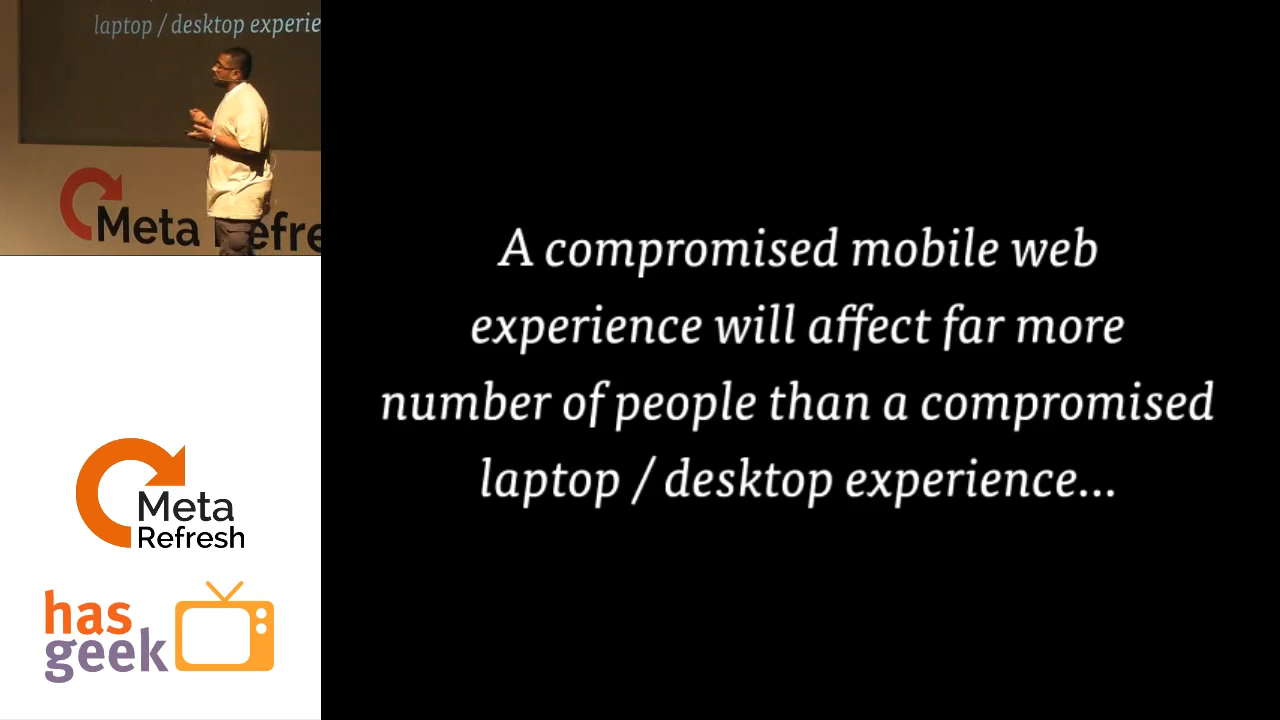 laptop / desktop experie
Meta Refre
A compromised mobile web
experience will affect far more
number of people than a compromised
laptop / desktop experience...
Meta
Refresh
has
geek